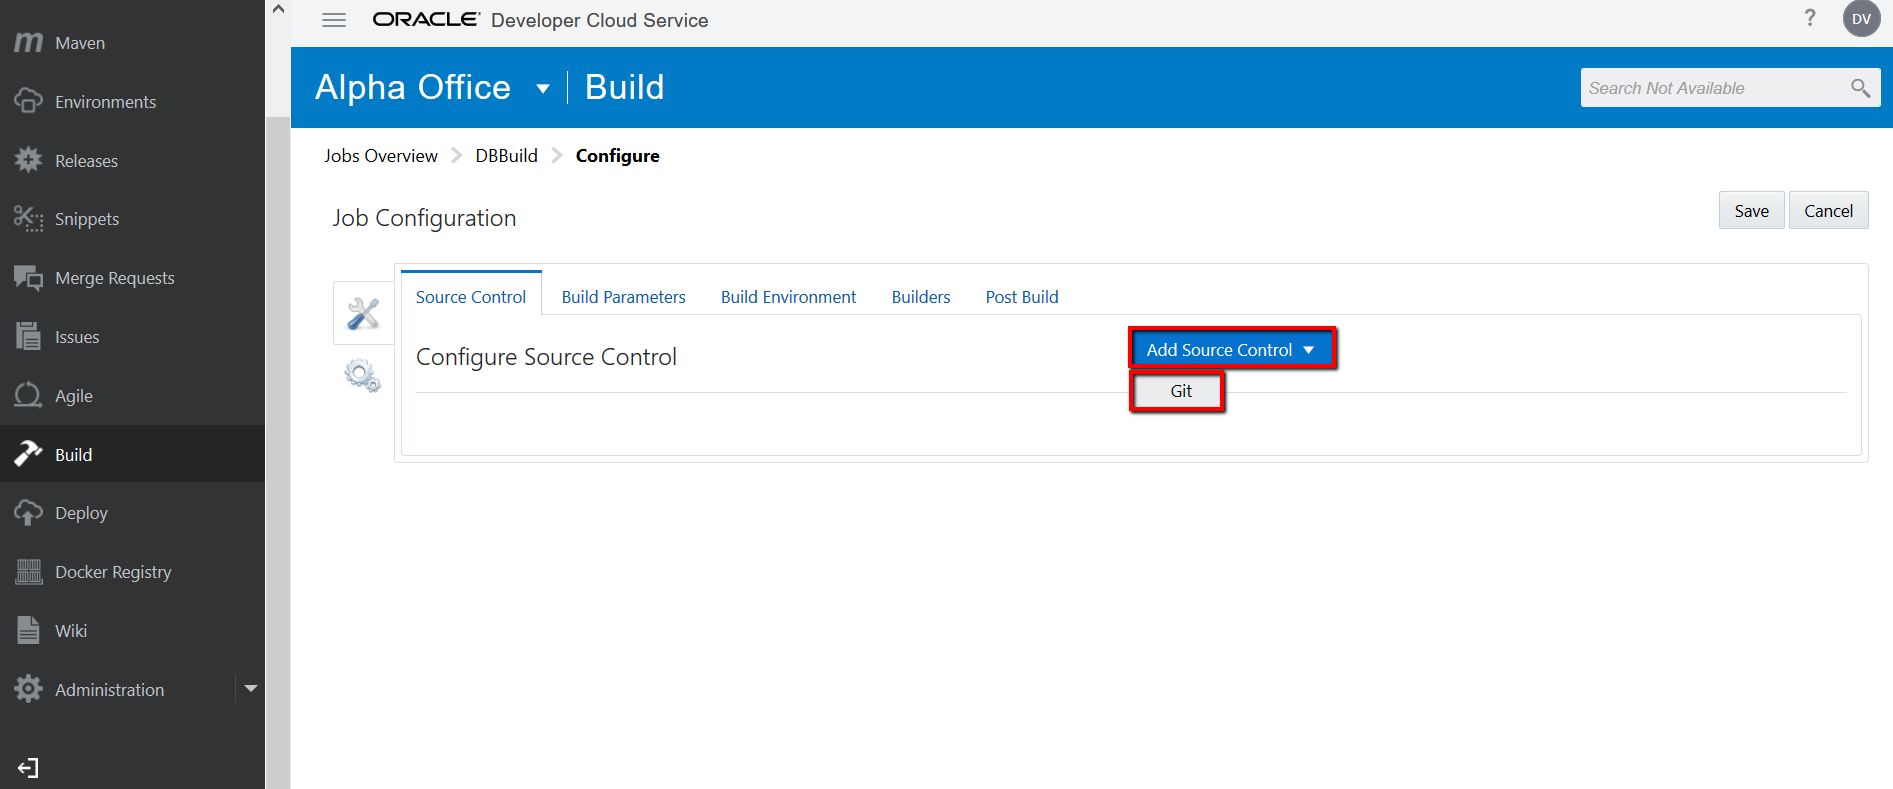 Maven
Environments
Releases
Snippets
Merge Requests
Issues
Agile
Build
Deploy
Docker Registry
Wiki
Administration
ORACLE Developer Cloud Service
? DV
Alpha Office Build
Search Not Available
Jobs Overview DBBuild Configure
Job Configuration
Save Cancel
Source Control Build Parameters Build Environment Builders Post Build
Configure Source Control
Add Source Control
Git